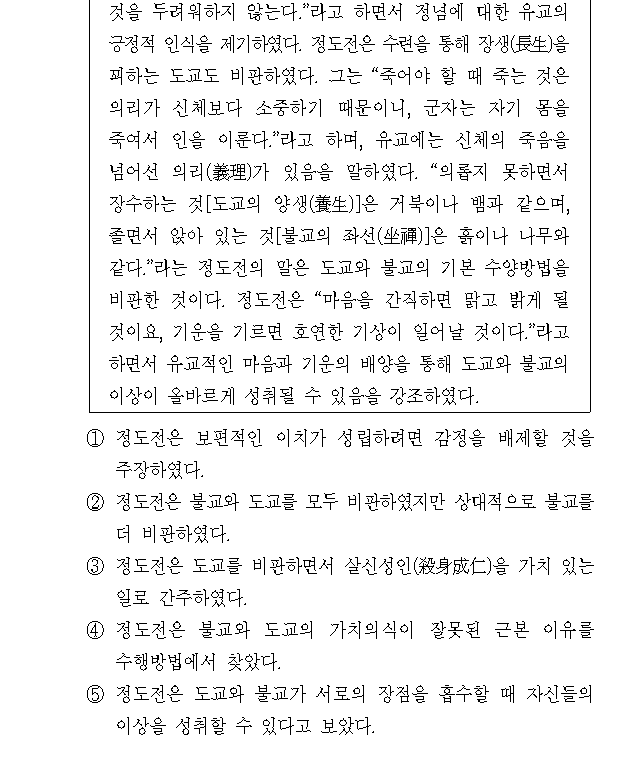 것을 두려워하지 않는다.”라고 하면서 정념에 대한 유교의
긍정적 인식을 제기하였다. 정도전은 수련을 통해 장생(長生)을
꾀하는 도교도 비판하였다. 그는 “죽어야 할 때 죽는 것은
의리가 신체보다 소중하기 때문이니, 군자는 자기 몸을
죽여서 인을 이룬다.”라고 하며, 유교에는 신체의 죽음을
넘어선 의리(義理)가 있음을 말하였다. “의롭지 못하면서
장수하는 것[도교의 양생(養生)]은 거북이나 뱀과 같으며,
졸면서 앉아 있는 것[불교의 좌선(坐禪)]은 흙이나 나무와
같다.”라는 정도전의 말은 도교와 불교의 기본 수양방법을
비판한 것이다. 정도전은 “마음을 간직하면 맑고 밝게 될
것이요, 기운을 기르면 호연한 기상이 일어날 것이다.”라고
하면서 유교적인 마음과 기운의 배양을 통해 도교와 불교의
이상이 올바르게 성취될 수 있음을 강조하였다.
① 정도전은 보편적인 이치가 성립하려면 감정을 배제할 것을
주장하였다.
② 정도전은 불교와 도교를 모두 비판하였지만 상대적으로 불교를
더 비판하였다.
③ 정도전은 도교를 비판하면서 살신성인(殺身成仁)을 가치 있는
일로 간주하였다.
④ 정도전은 불교와 도교의 가치의식이 잘못된 근본 이유를
수행방법에서 찾았다.
⑤ 정도전은 도교와 불교가 서로의 장점을 흡수할 때 자신들의
이상을 성취할 수 있다고 보았다.